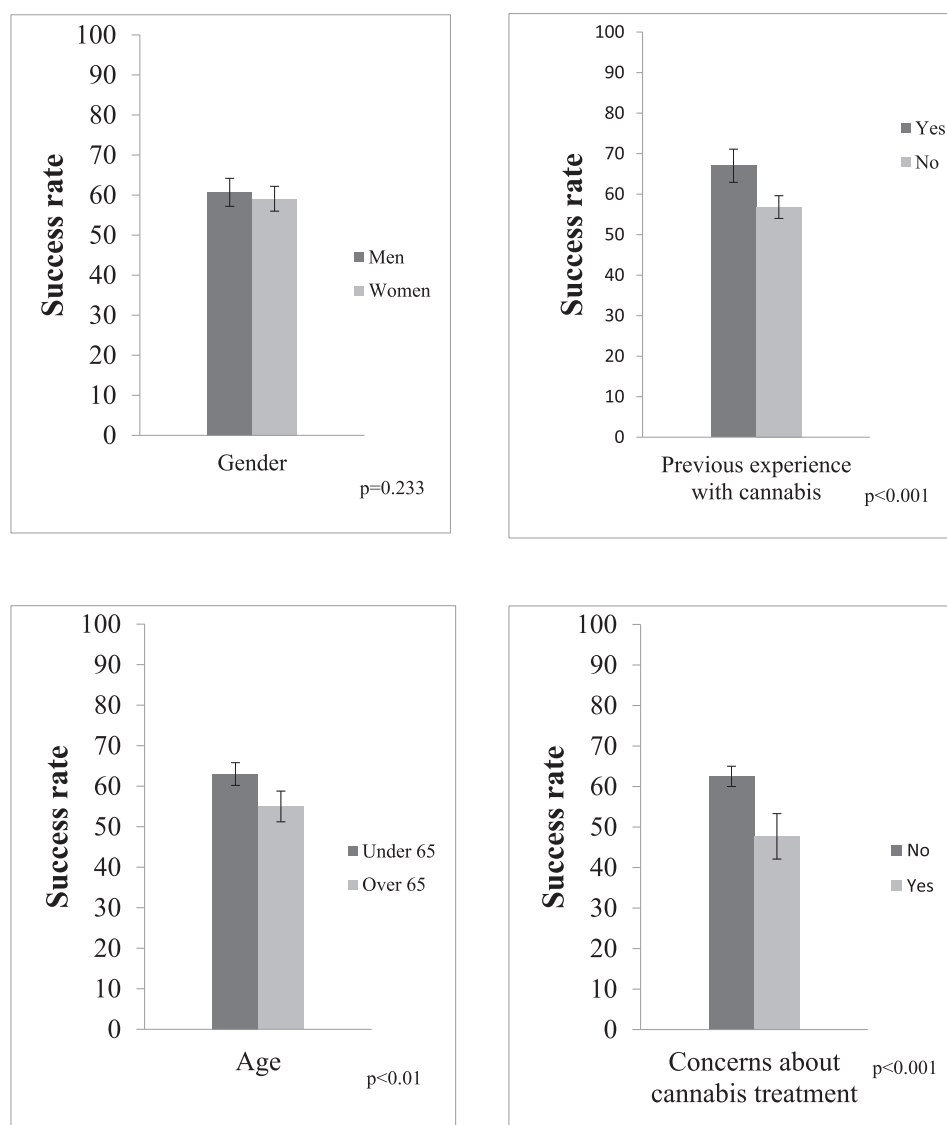 Success rate
100
90
80
70
60
50
40
30
20
10
0
Men
Women
Gender
p=0.233
Success rate
100
90
80
70
60
50
40
30
20
10
0
Yes
No
Previous experience
with cannabis
p<0.001
Success rate
100
90
80
70
60
50
40
30
20
10
0
Under 65
Over 65
Age
p<0.01
Success rate
100
90
80
70
60
50
40
30
20
10
0
No
Yes
Concerns about
cannabis treatment
p<0.001